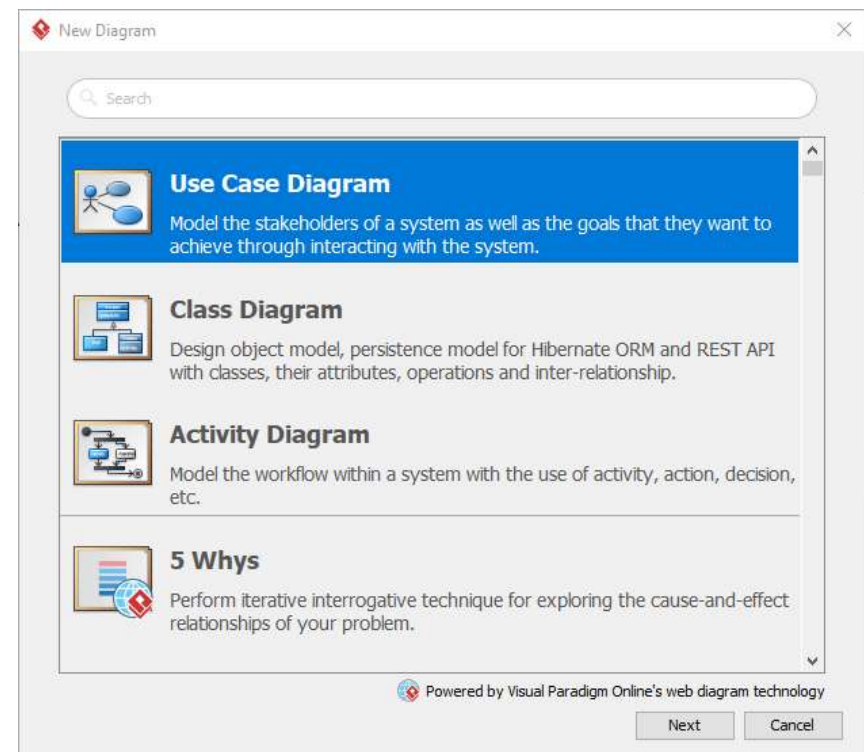 New Diagram
Search
Use Case Diagram
Model the stakeholders of a system as well as the goals that they want to
achieve through interacting with the system.
Class Diagram
Design object model, persistence model for Hibernate ORM and REST API
with classes, their attributes, operations and inter-relationship.
Activity Diagram
Model the workflow within a system with the use of activity, action, decision,
etc.
5 Whys
Perform iterative interrogative technique for exploring the cause-and-effect
relationships of your problem.
Powered by Visual Paradigm Online's web diagram technology
Next Cancel